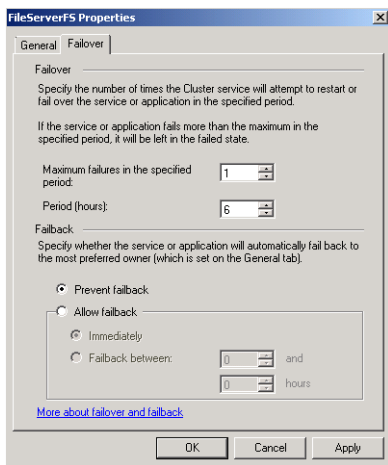 FileServerFS Properties
General Failover
Failover
Specify the number of times the Cluster service will attempt to restart or
fail over the service or application in the specified period.
If the service or application fails more than the maximum in the
specified period, it will be left in the failed state.
Maximum failures in the specified
period:
1
Period (hours):
6
Failback
Specify whether the service or application will automatically fail back to
the most preferred owner (which is set on the General tab).
Prevent failback
Allow failback
Immediately
Failback between:
0 and
0 hours
More about failover and failback
OK Cancel Apply